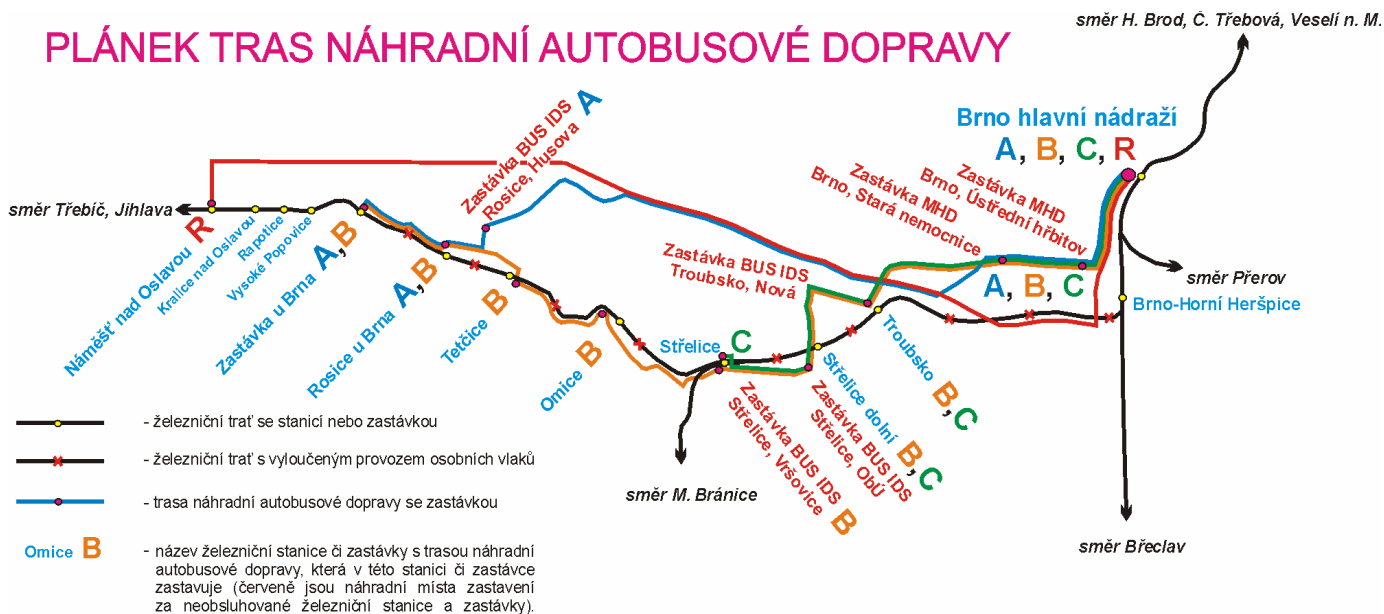 PLÁNEK TRAS NÁHRADNÍ AUTOBUSOVÉ DOPRAVY
směr H. Brod, Č. Třebová, Veselí n. M.
Brno hlavní nádraží
A, B, C, R
Zastávka BUS IDS
Rosice, Husova A
směr Třebíč, Jihlava
Náměšť nad Oslavou R
Kralice nad Oslavou
Rapotice
Vysoké Popovice
Zastávka u Brna A,B
Rosice u Brna A,B
Tetčice B
Omice B
Střelice C
Zastávka BUS IDS
Střelice, Vršovice B
Zastávka BUS IDS
Střelice, ObÚ
Střelice dolní B,C
Troubsko B,C
Zastávka BUS IDS
Troubsko, Nová
Zastávka MHD
Brno, Stará nemocnice
Zastávka MHD
Brno, Ústřední hřbitov
A, B, C
směr Přerov
Brno-Horní Heršpice
směr M. Bránice
směr Břeclav
- železniční trať se stanicí nebo zastávkou
- železniční trať s vyloučeným provozem osobních vlaků
- trasa náhradní autobusové dopravy se zastávkou
Omice B - název železniční stanice či zastávky s trasou náhradní
autobusové dopravy, která v této stanici či zastávce
zastavuje (červeně jsou náhradní místa zastavení
za neobsluhované železniční stanice a zastávky).